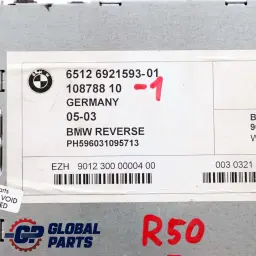 6512 6921593-01
108788 10 -1
GERMANY
05-03
BMW REVERSE
PH596031095713
EZH 9012 300 00004 00
003 0321
VOID
GLOBAL
PARTS
R50